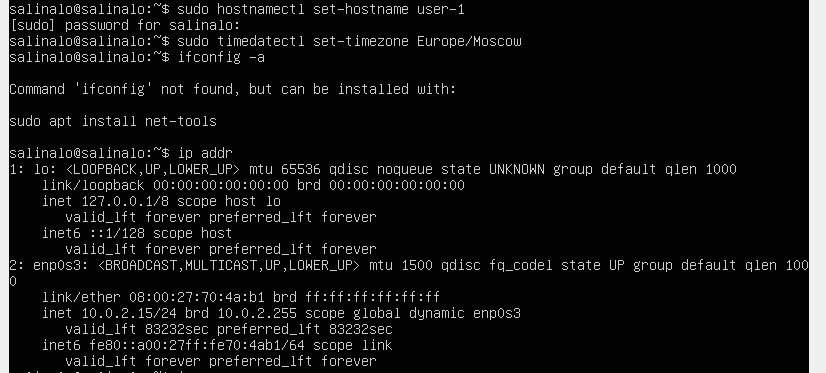 salinalo@salinalo:~$ sudo hostnamectl set-hostname user-1
[sudo] password for salinalo:
salinalo@salinalo:~$ sudo timedatectl set-timezone Europe/Moscow
salinalo@salinalo:~$ ifconfig -a
Command 'ifconfig' not found, but can be installed with:
sudo apt install net-tools
salinalo@salinalo:~$ ip addr
1: lo: <LOOPBACK,UP,LOWER_UP> mtu 65536 qdisc noqueue state UNKNOWN group default qlen 1000
link/loopback 00:00:00:00:00:00 brd 00:00:00:00:00:00
inet 127.0.0.1/8 scope host lo
valid_lft forever preferred_lft forever
inet6 ::1/128 scope host
valid_lft forever preferred_lft forever
2: enp0s3: <BROADCAST,MULTICAST,UP,LOWER_UP> mtu 1500 qdisc fq_codel state UP group default qlen 100
0
link/ether 08:00:27:70:4a:b1 brd ff:ff:ff:ff:ff:ff
inet 10.0.2.15/24 brd 10.0.2.255 scope global dynamic enp0s3
valid_lft 83232sec preferred_lft 83232sec
inet6 fe80::a00:27ff:fe70:4ab1/64 scope link
valid_lft forever preferred_lft forever